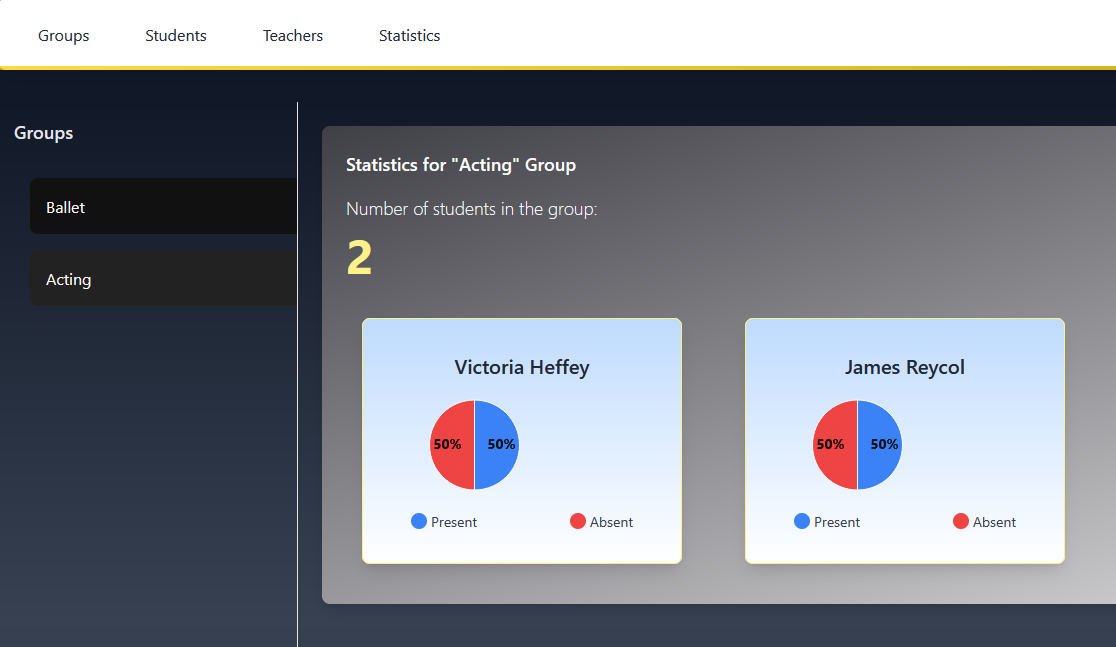 Groups Students Teachers Statistics
Groups
Ballet
Acting
Statistics for "Acting" Group
Number of students in the group:
2
Victoria Heffey
50% 50%
Present Absent
James Reycol
50% 50%
Present Absent